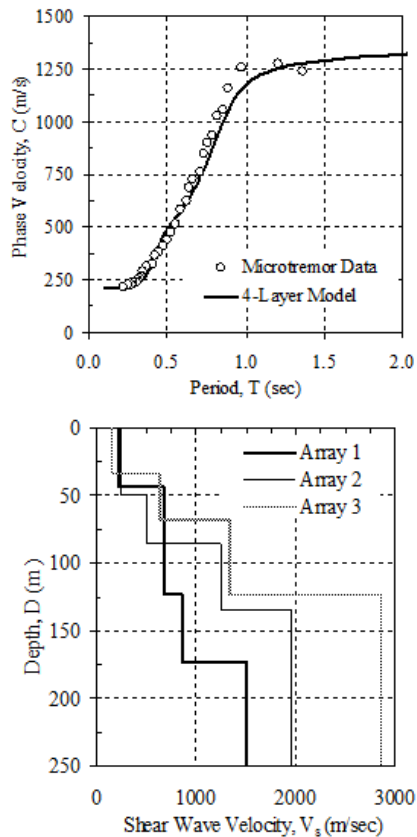 1500
1250
1000
750
500
250
0
Phase Velocity, C (m/s)
Microtremor Data
4-Layer Model
0.0
0.5
1.0
1.5
2.0
Period, T (sec)
0
50
100
150
200
250
Depth, D (m )
Array 1
Array 2
Array 3
0
1000
2000
3000
Shear Wave Velocity, Vs (m/sec)